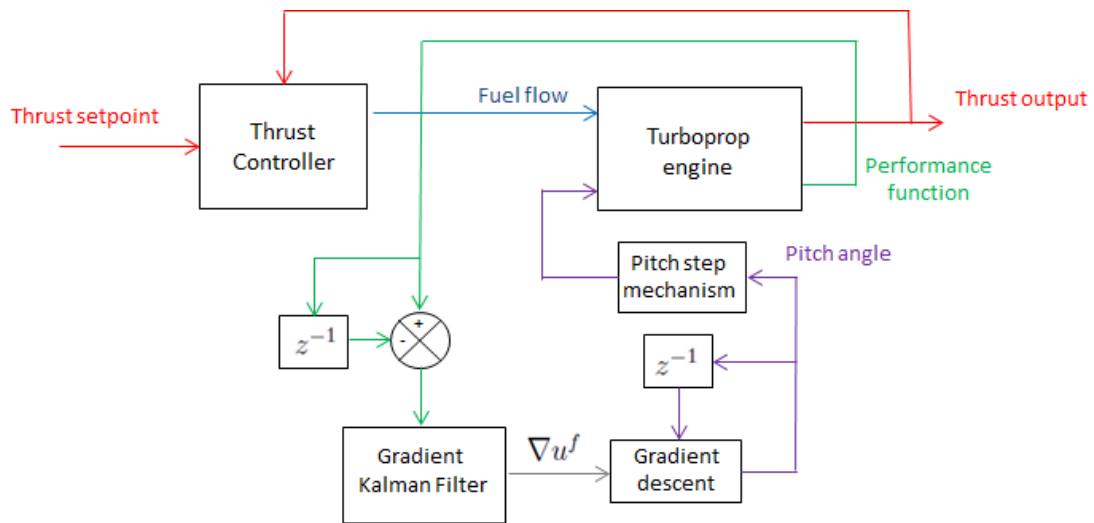 Fuel flow
Thrust setpoint
Thrust
Controller
Turboprop
engine
Thrust output
Performance
function
Pitch step
mechanism
Pitch angle
z⁻¹
+
-
z⁻¹
Gradient
Kalman Filter
∇u^f
Gradient
descent